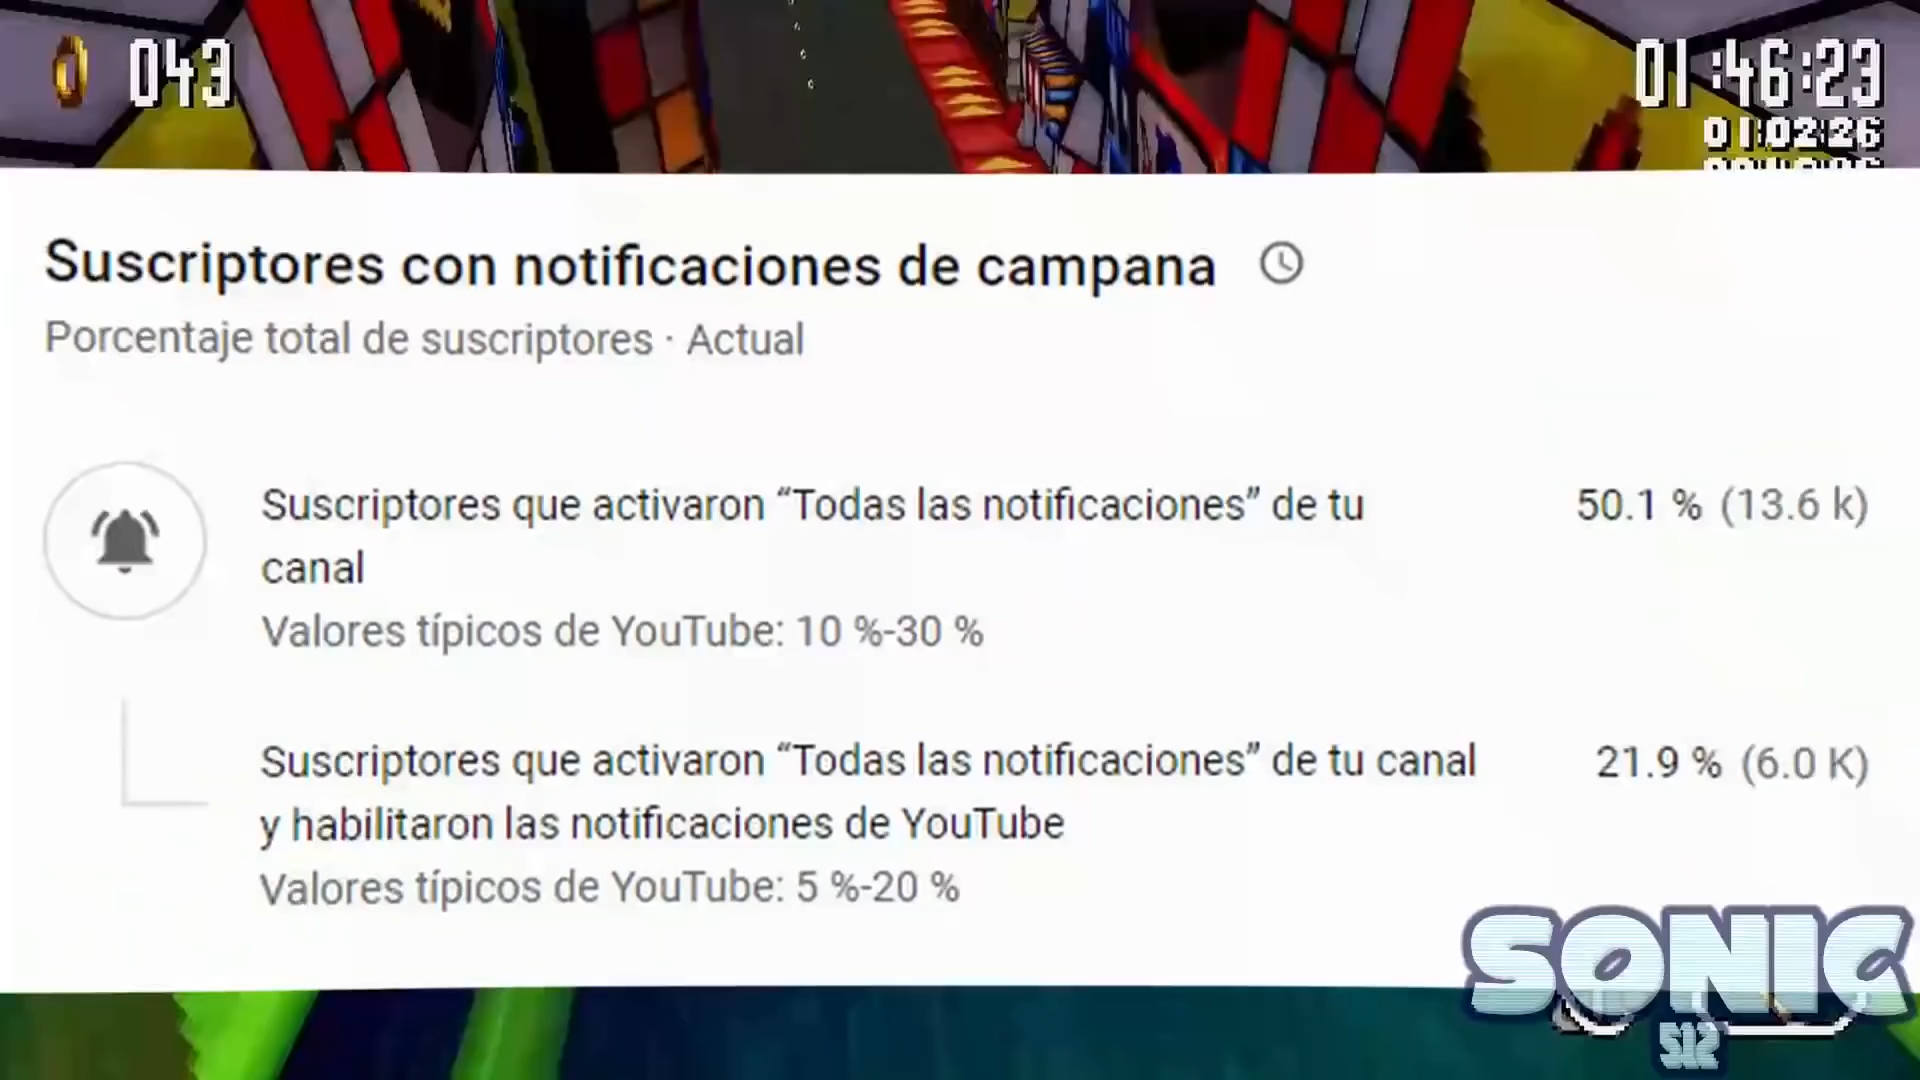 043
01:46:23
01:02:26
Suscriptores con notificaciones de campana
Porcentaje total de suscriptores · Actual
Suscriptores que activaron “Todas las notificaciones” de tu
canal
50.1 % (13.6 k)
Valores típicos de YouTube: 10 %-30 %
Suscriptores que activaron “Todas las notificaciones” de tu canal
y habilitaron las notificaciones de YouTube
21.9 % (6.0 K)
Valores típicos de YouTube: 5 %-20 %
SONIC
512